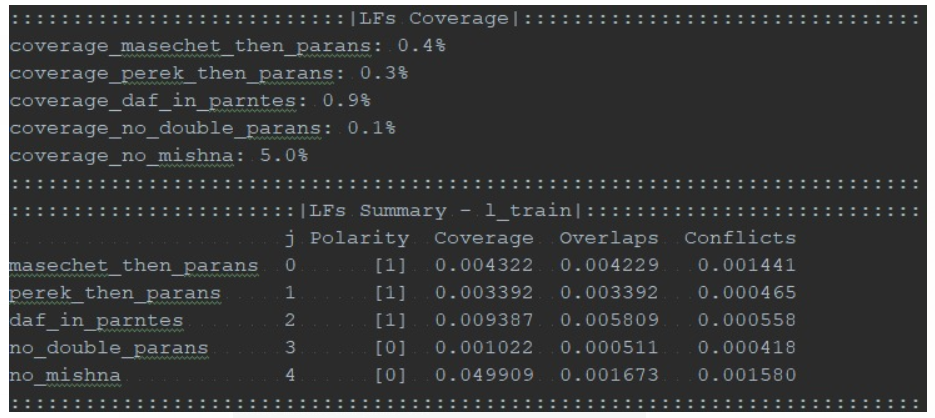 :::::::::::::::::::::::::::|LFs Coverage|::::::::::::::::::::::::::::::::
coverage_masechet_then_parans: 0.4%
coverage_perek_then_parans: 0.3%
coverage_daf_in_parntes: 0.9%
coverage_no_double_parans: 0.1%
coverage_no_mishna: 5.0%
:::::::::::::::::::::::::::::::::::::::::::::::::::::::::::::::::::::::::
:::::::::::::::::::::::|LFs Summary - l_train|:::::::::::::::::::::::::::
j Polarity Coverage Overlaps Conflicts
masechet_then_parans 0 [1] 0.004322 0.004229 0.001441
perek_then_parans 1 [1] 0.003392 0.003392 0.000465
daf_in_parntes 2 [1] 0.009387 0.005809 0.000558
no_double_parans 3 [0] 0.001022 0.000511 0.000418
no_mishna 4 [0] 0.049909 0.001673 0.001580
:::::::::::::::::::::::::::::::::::::::::::::::::::::::::::::::::::::::::